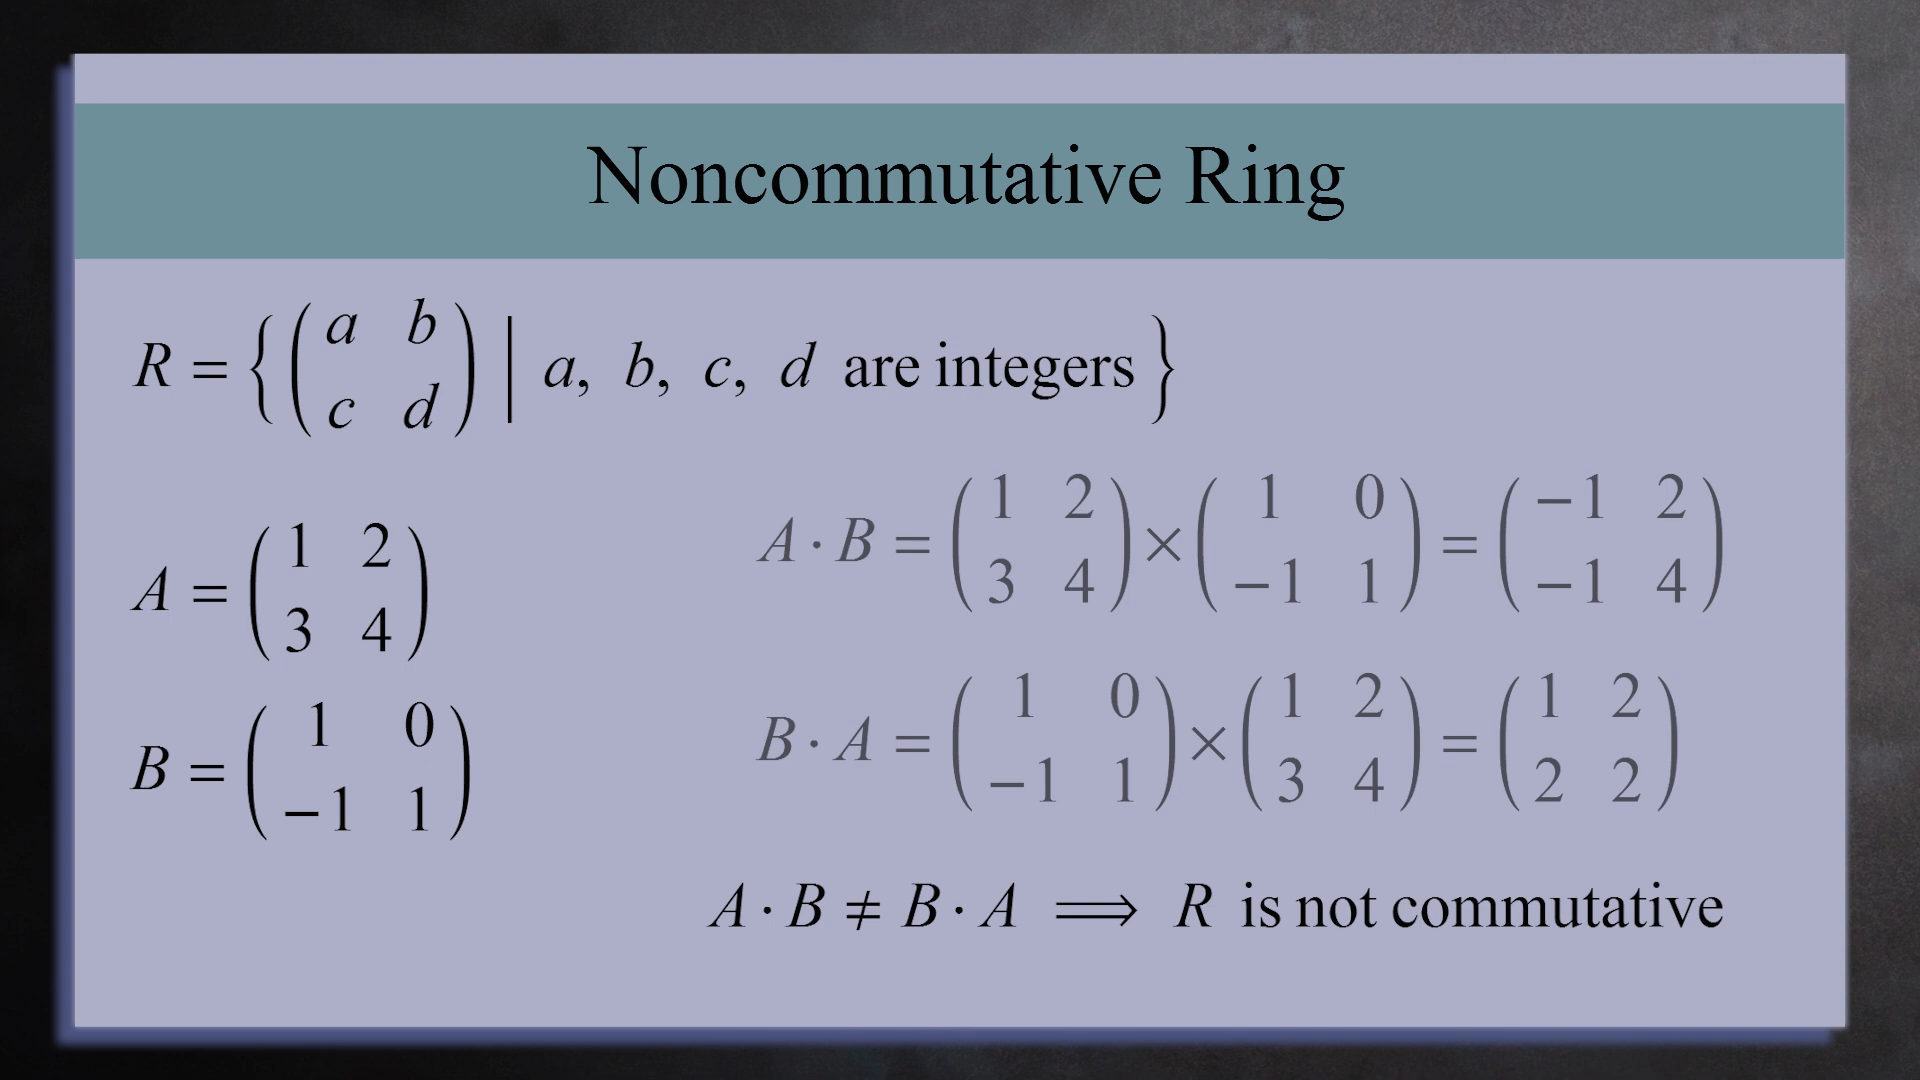 Noncommutative Ring
R = { ( a b ; c d ) | a, b, c, d are integers }
A = ( 1 2 ; 3 4 )
B = ( 1 0 ; −1 1 )
A · B = ( 1 2 ; 3 4 ) × ( 1 0 ; −1 1 ) = ( −1 2 ; −1 4 )
B · A = ( 1 0 ; −1 1 ) × ( 1 2 ; 3 4 ) = ( 1 2 ; 2 2 )
A · B ≠ B · A ⟹ R is not commutative